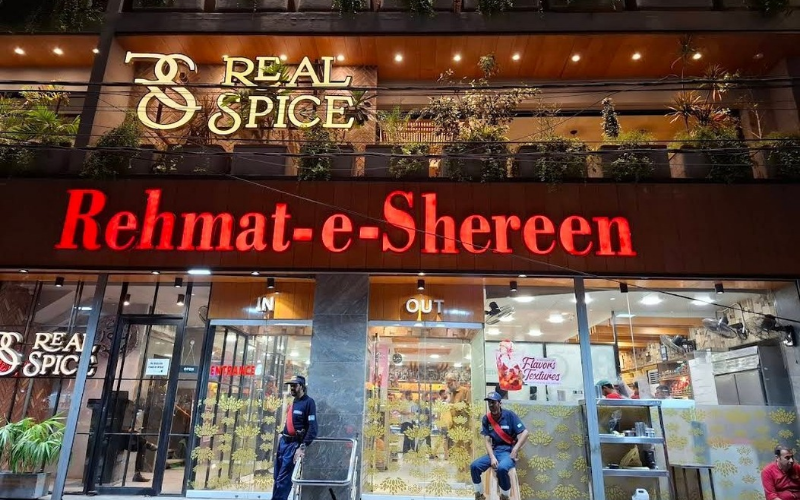 REAL
SPICE
Rehmat-e-Shereen
IN
OUT
REAL
SPICE
ENTRANCE
Flavors
Textures